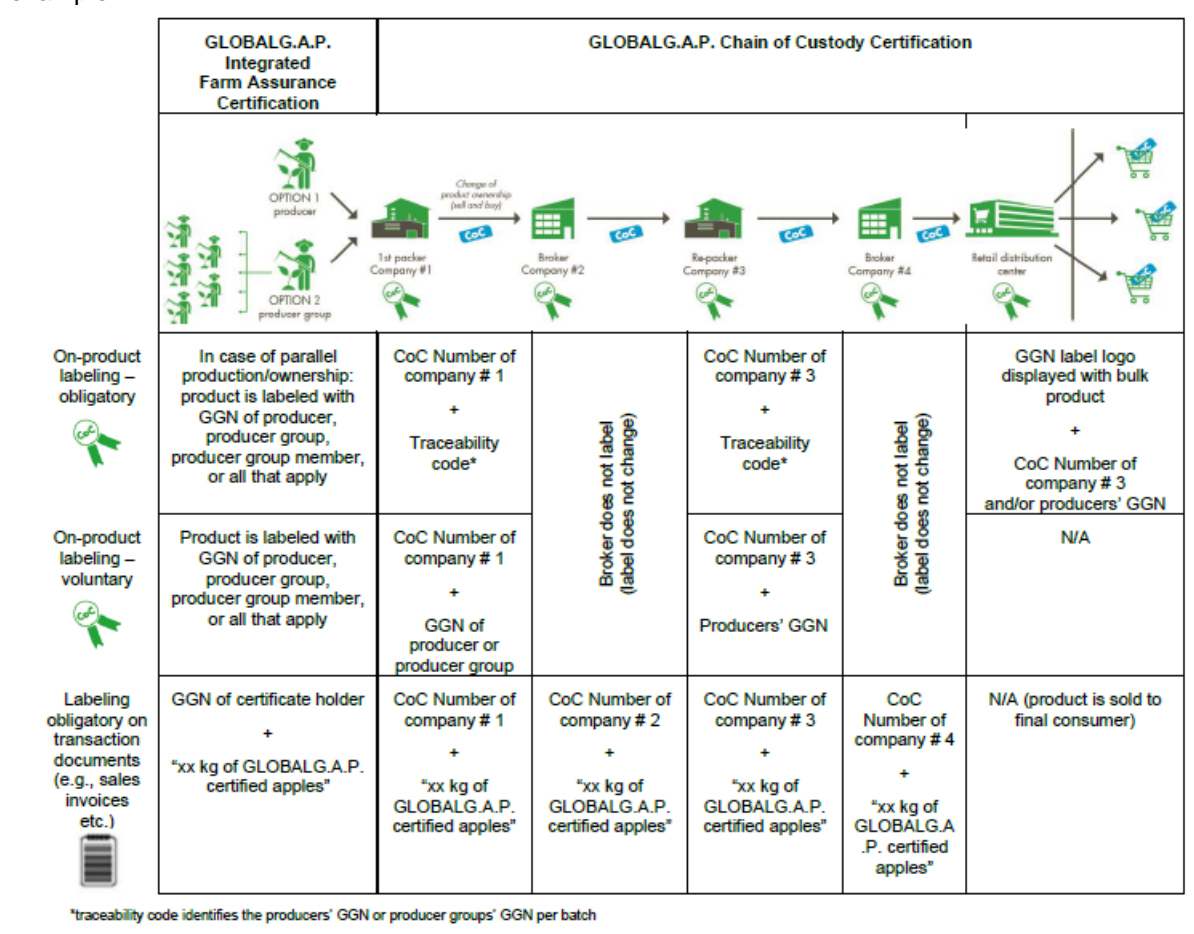 GLOBALG.A.P.
Integrated
Farm Assurance
Certification
GLOBALG.A.P. Chain of Custody Certification
OPTION 1
producer
OPTION 2
producer group
1st packer
Company #1
CoC
Change of
product ownership
(sell and buy)
CoC
Broker
Company #2
CoC
CoC
Re-packer
Company #3
CoC
CoC
Broker
Company #4
CoC
CoC
Retail distribution
center
CoC
CoC
CoC
CoC
On-product
labeling –
obligatory
CoC
In case of parallel
production/ownership:
product is labeled with
GGN of producer,
producer group,
producer group member,
or all that apply
CoC Number of
company # 1
+
Traceability
code*
Broker does not label
(label does not change)
CoC Number of
company # 3
+
Traceability
code*
Broker does not label
(label does not change)
GGN label logo
displayed with bulk
product
+
CoC Number of
company # 3
and/or producers' GGN
On-product
labeling –
voluntary
CoC
Product is labeled with
GGN of producer,
producer group,
producer group member,
or all that apply
CoC Number of
company # 1
+
GGN of
producer or
producer group
CoC Number of
company # 3
+
Producers' GGN
N/A
Labeling
obligatory on
transaction
documents
(e.g., sales
invoices
etc.)
GGN of certificate holder
+
“xx kg of GLOBALG.A.P.
certified apples”
CoC Number of
company # 1
+
“xx kg of
GLOBALG.A.P.
certified apples”
CoC Number of
company # 2
+
“xx kg of
GLOBALG.A.P.
certified apples”
CoC Number of
company # 3
+
“xx kg of
GLOBALG.A.P.
certified apples”
CoC
Number of
company # 4
+
“xx kg of
GLOBALG.A
.P. certified
apples”
N/A (product is sold to
final consumer)
*traceability code identifies the producers' GGN or producer groups' GGN per batch